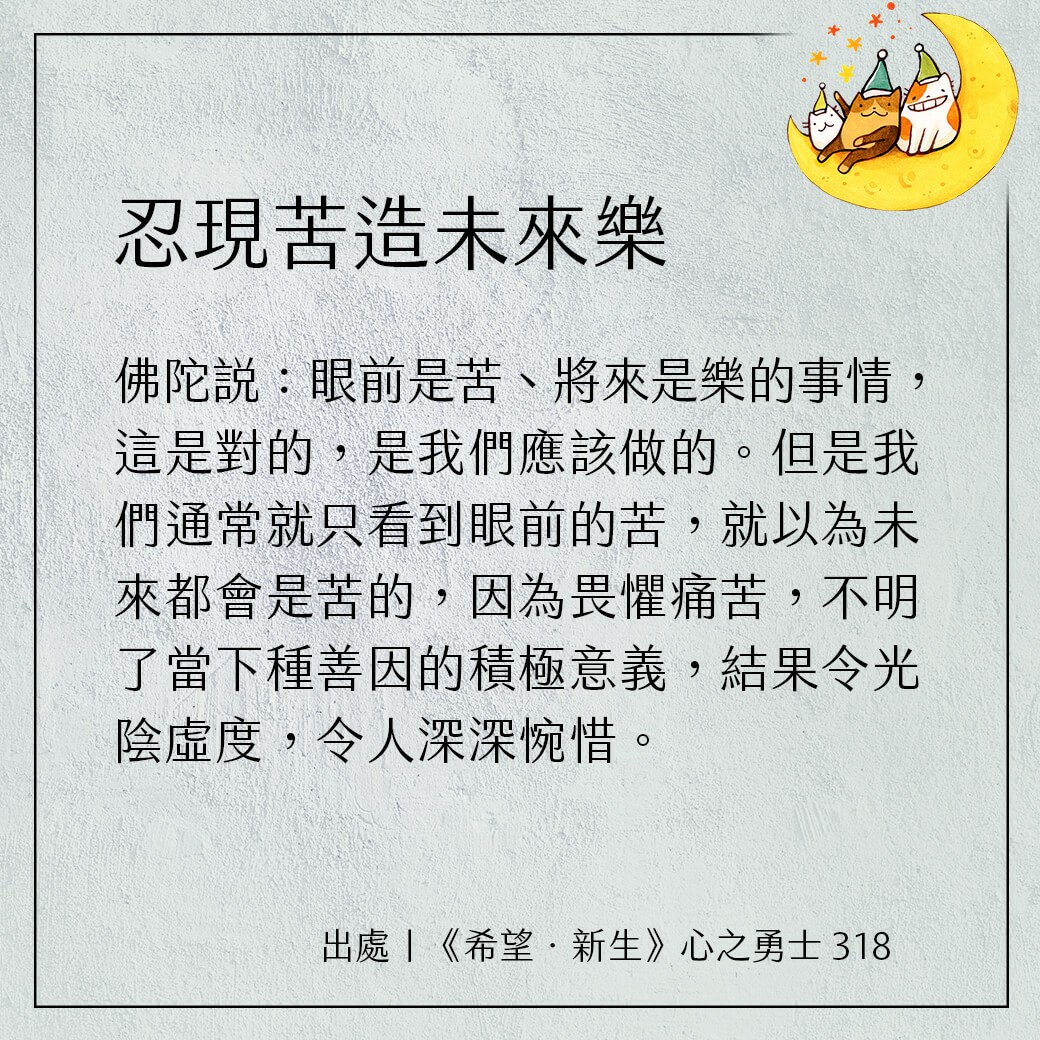 忍現苦造未來樂
佛陀説：眼前是苦、將來是樂的事情，
這是對的，是我們應該做的。但是我
們通常就只看到眼前的苦，就以為未
來都會是苦的，因為畏懼痛苦，不明
了當下種善因的積極意義，結果令光
陰虛度，令人深深惋惜。
出處｜《希望．新生》心之勇士 318